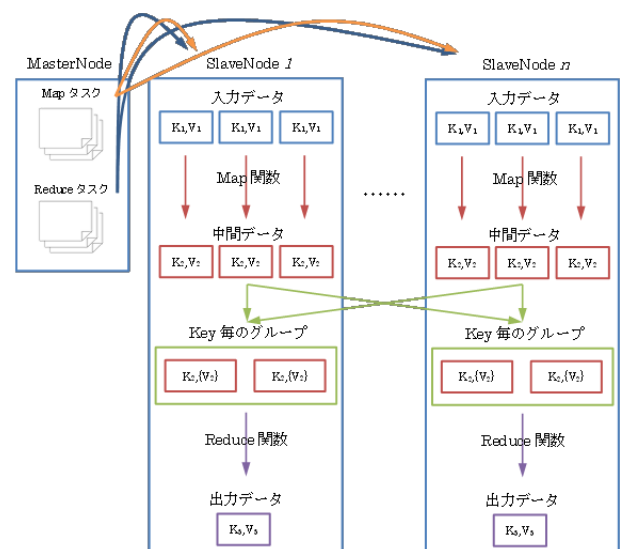 MasterNode
Map タスク
Reduce タスク
SlaveNode 1
入力データ
K₁,V₁ K₁,V₁ K₁,V₁
Map 関数
中間データ
K₂,V₂ K₂,V₂ K₂,V₂
Key 毎のグループ
K₂,{V₂} K₂,{V₂}
Reduce 関数
出力データ
K₃,V₃
……
SlaveNode n
入力データ
K₁,V₁ K₁,V₁ K₁,V₁
Map 関数
中間データ
K₂,V₂ K₂,V₂ K₂,V₂
Key 毎のグループ
K₂,{V₂} K₂,{V₂}
Reduce 関数
出力データ
K₃,V₃